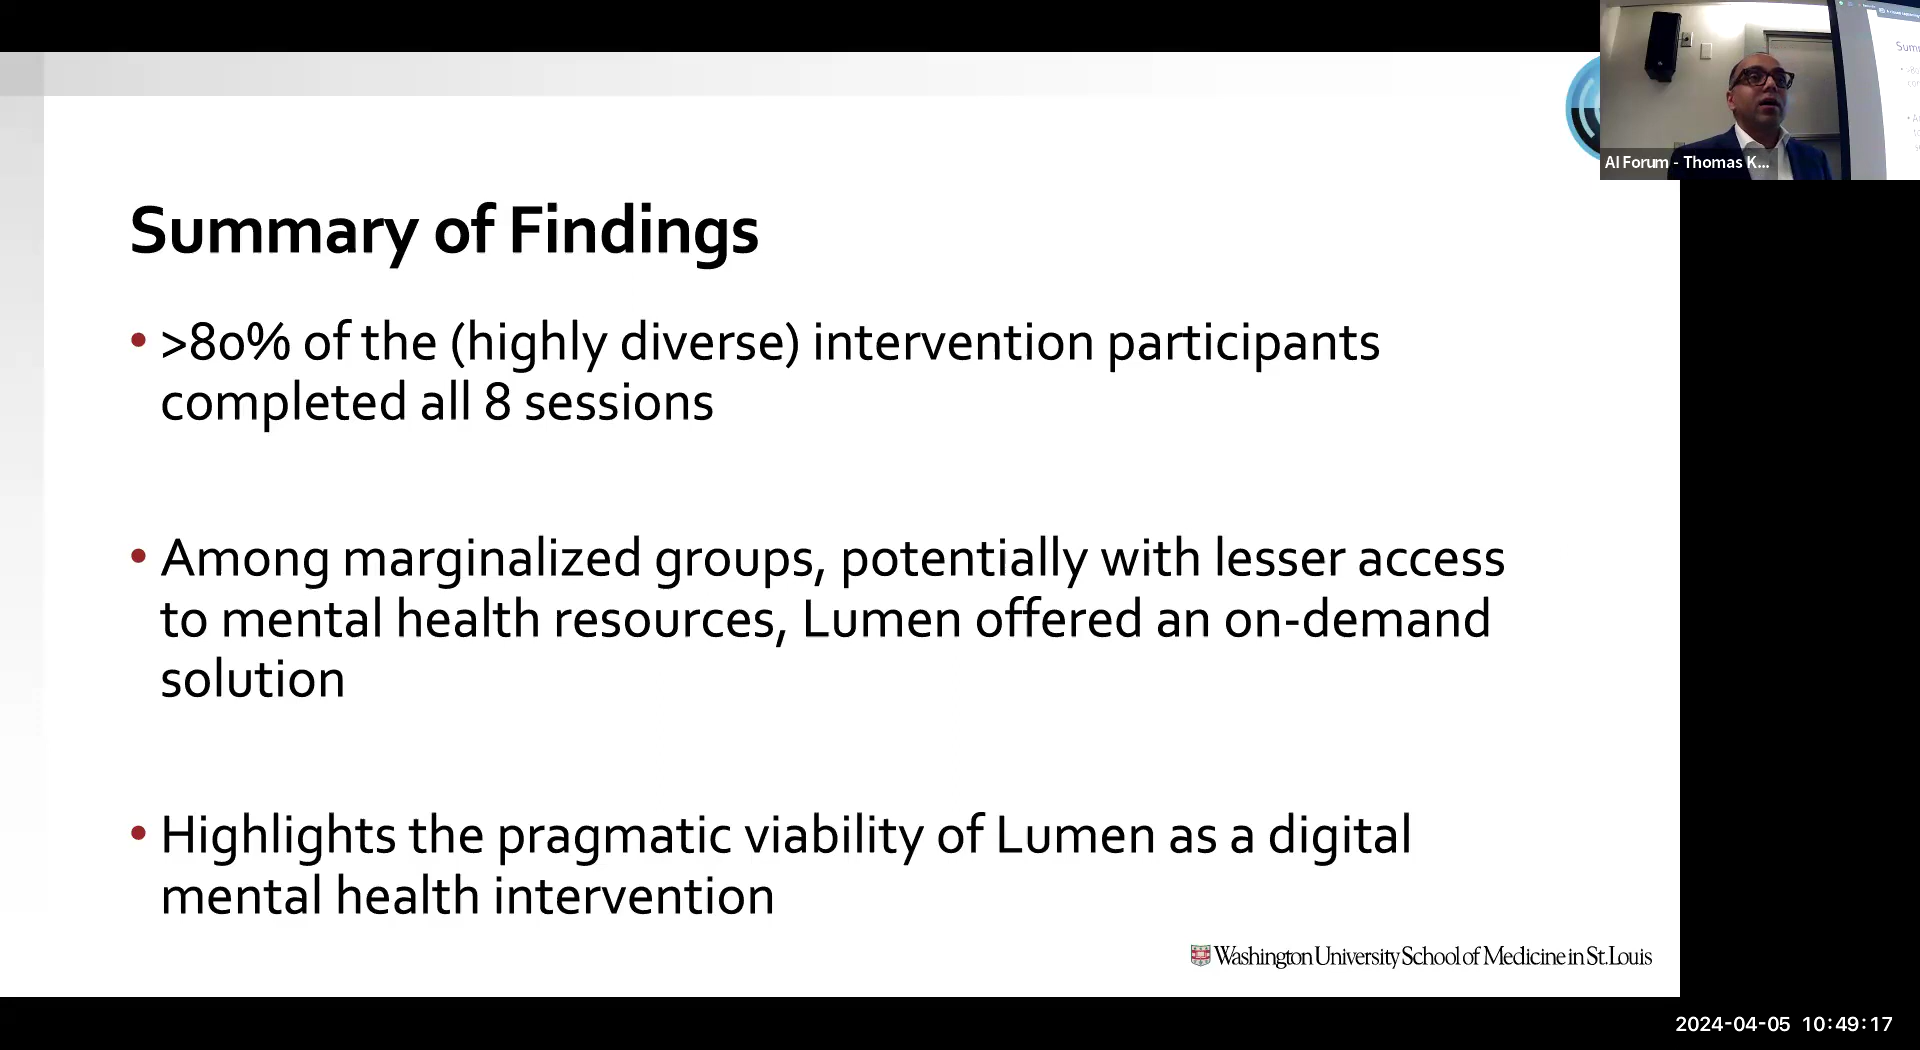 AI Forum - Thomas K...
Summary of Findings
• >80% of the (highly diverse) intervention participants
completed all 8 sessions
• Among marginalized groups, potentially with lesser access
to mental health resources, Lumen offered an on-demand
solution
• Highlights the pragmatic viability of Lumen as a digital
mental health intervention
Washington University School of Medicine in St. Louis
2024-04-05 10:49:17